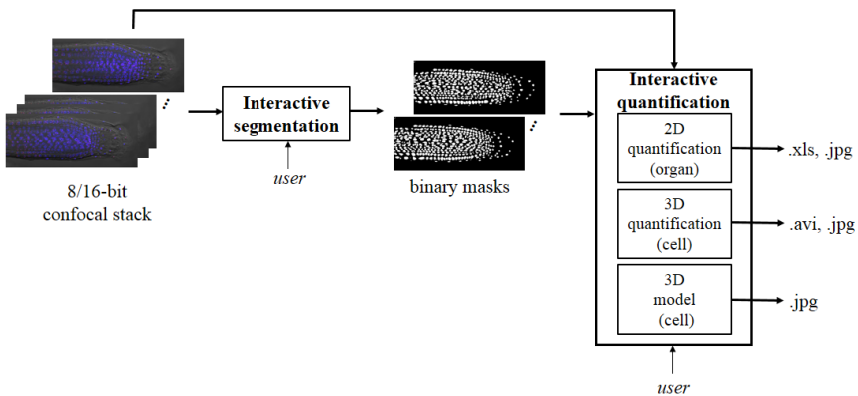 8/16-bit
confocal stack
Interactive
segmentation
user
binary masks
Interactive
quantification
2D
quantification
(organ)
.xls, .jpg
3D
quantification
(cell)
.avi, .jpg
3D
model
(cell)
.jpg
user